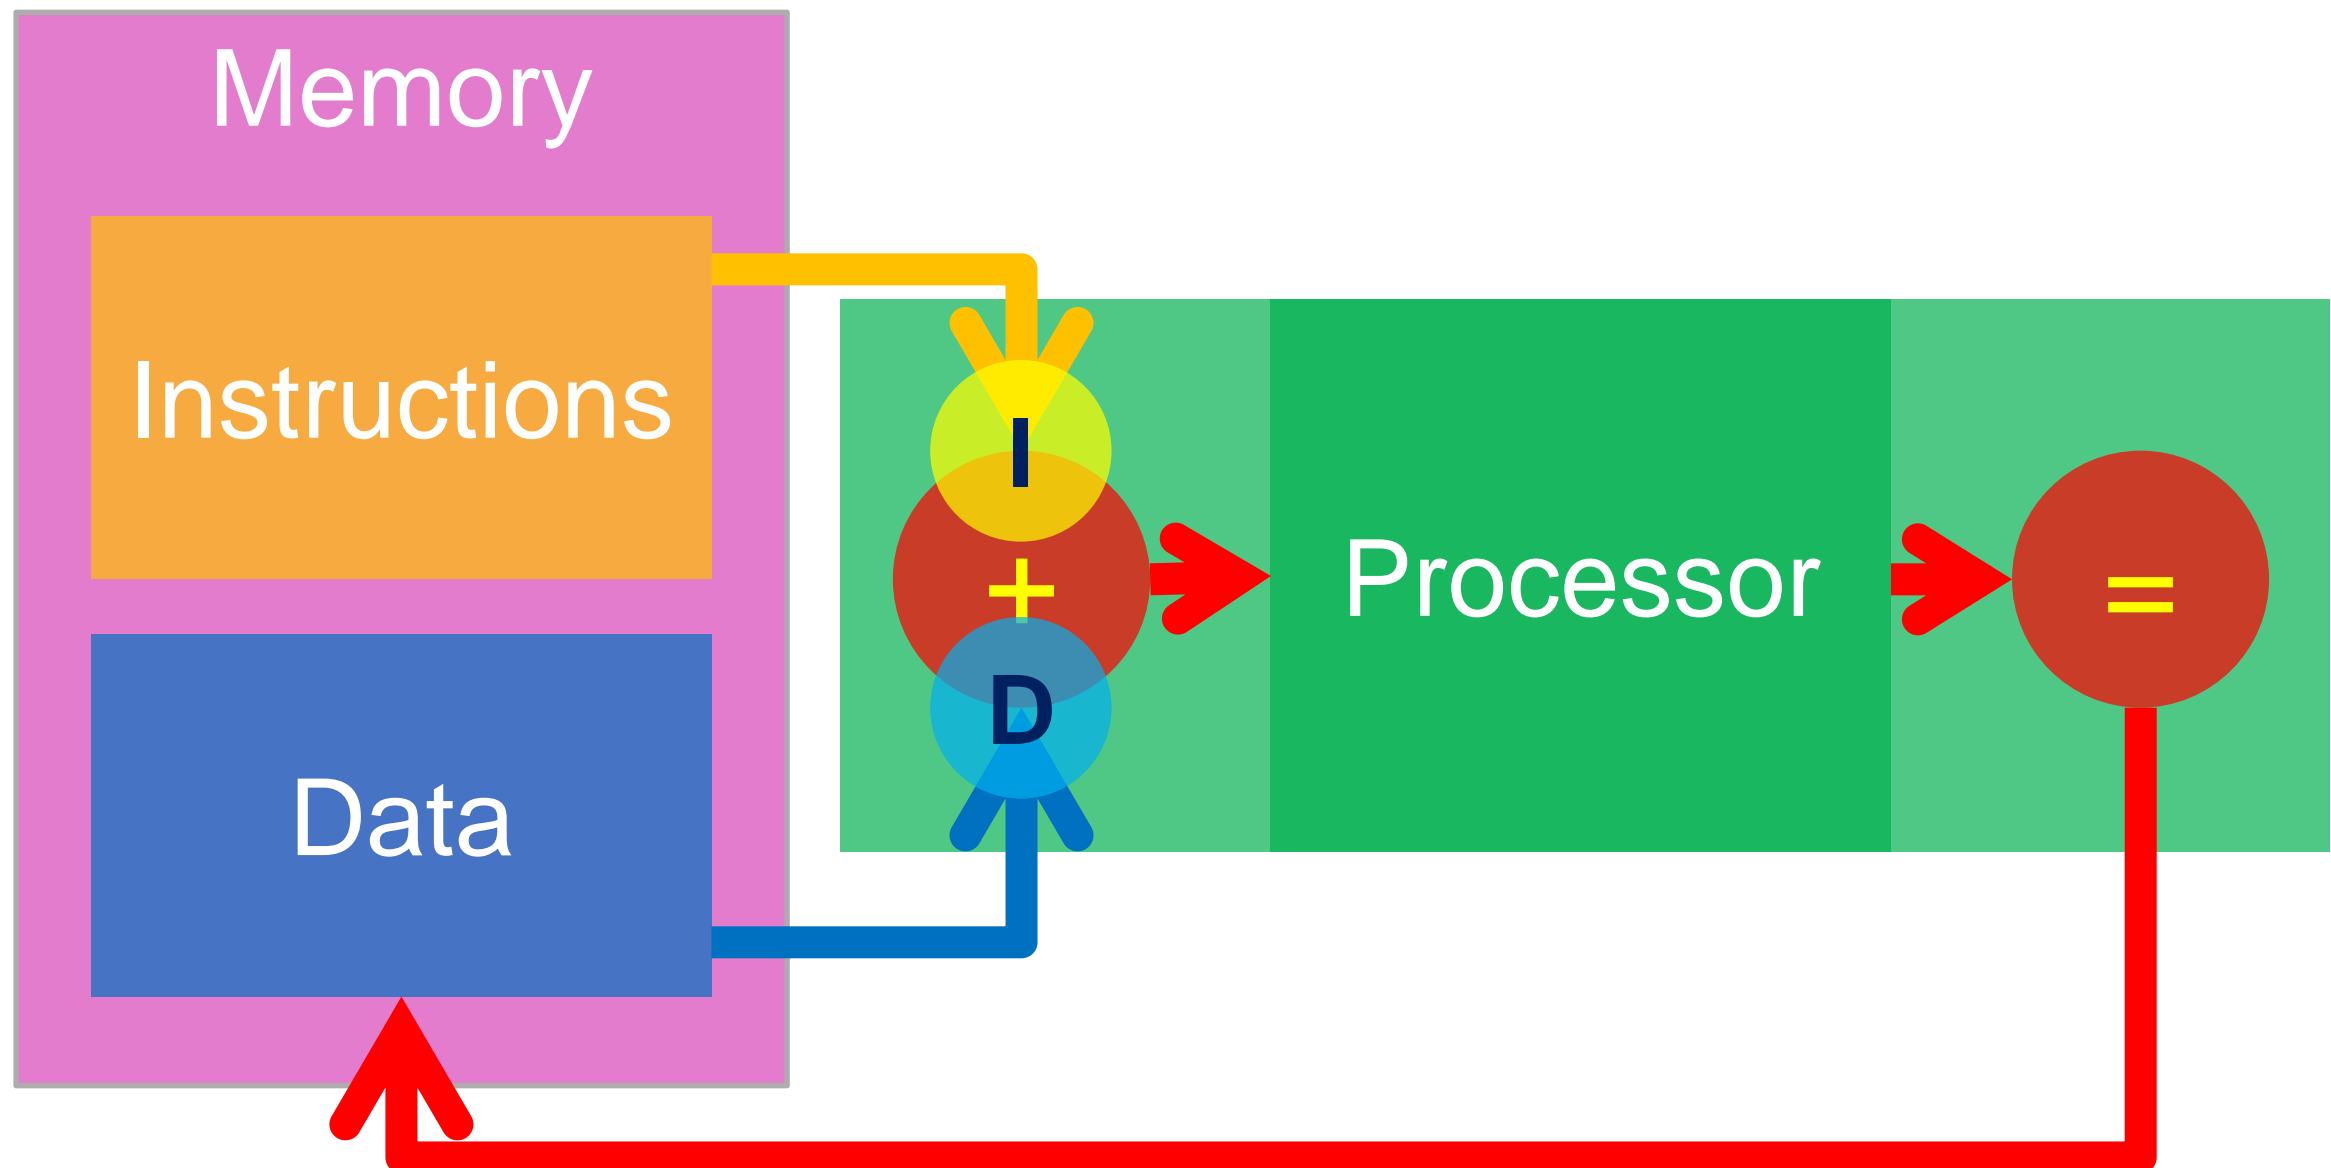 Memory
Instructions
I
+
Processor
=
D
Data